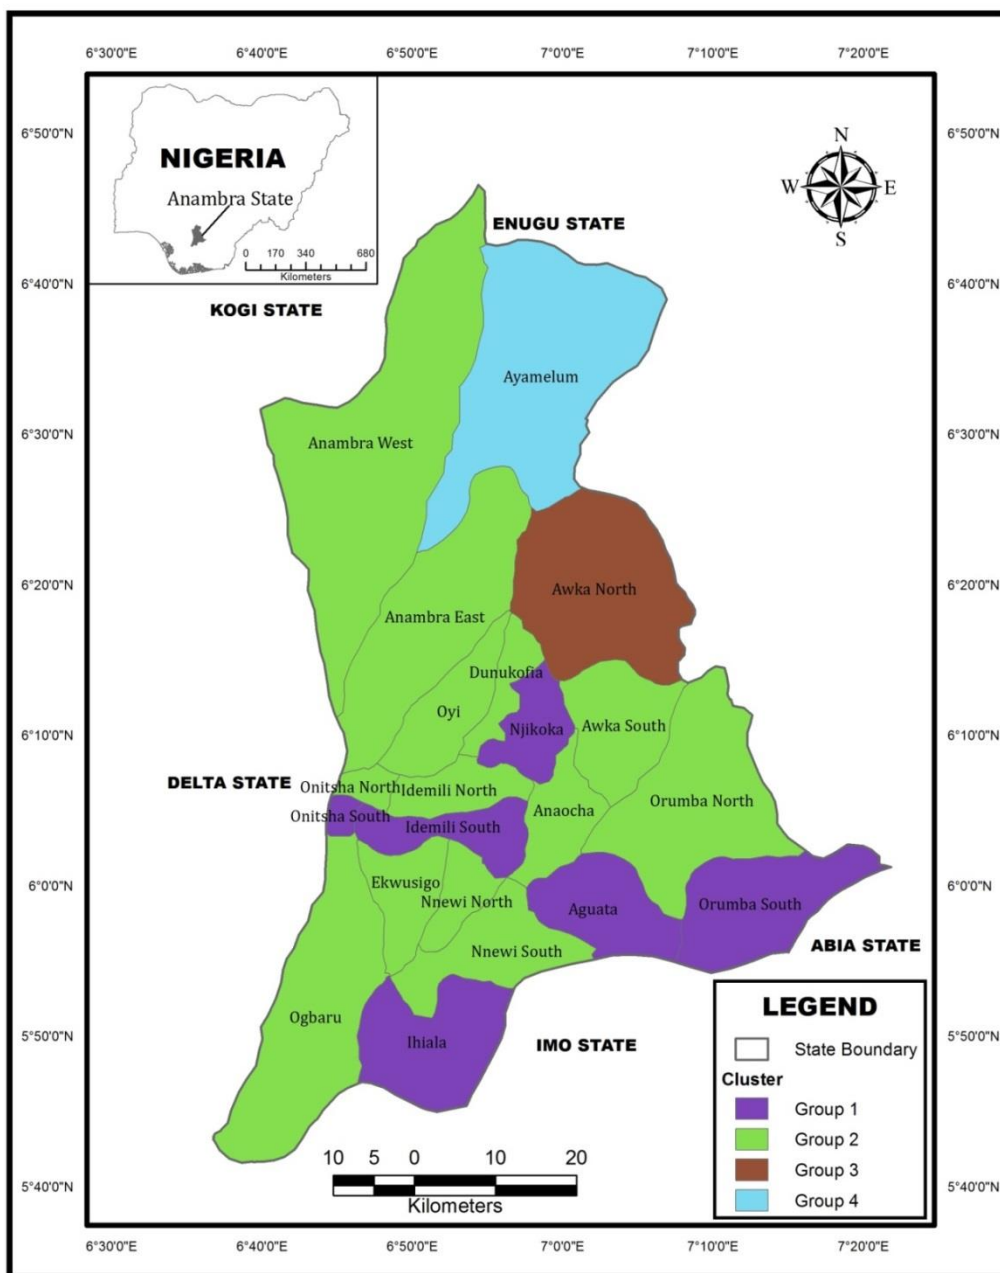 6°30'0"E 6°40'0"E 6°50'0"E 7°0'0"E 7°10'0"E 7°20'0"E
6°50'0"N 6°50'0"N
NIGERIA
Anambra State
0 170 340 680
Kilometers
N
W E
S
ENUGU STATE
6°40'0"N 6°40'0"N
KOGI STATE
Ayamelum
6°30'0"N 6°30'0"N
Anambra West
6°20'0"N 6°20'0"N
Awka North
Anambra East
Dunukofia
Oyi
Awka South
Njikoka
6°10'0"N 6°10'0"N
DELTA STATE
Onitsha North
Idemili North
Orumba North
Anaocha
Onitsha South
Idemili South
Ekwusigo
6°0'0"N 6°0'0"N
Nnewi North
Aguata
Orumba South
ABIA STATE
Nnewi South
Ogbaru
5°50'0"N 5°50'0"N
Ihiala
IMO STATE
LEGEND
State Boundary
Cluster
Group 1
Group 2
Group 3
Group 4
10 5 0 10 20
Kilometers
5°40'0"N 5°40'0"N
6°30'0"E 6°40'0"E 6°50'0"E 7°0'0"E 7°10'0"E 7°20'0"E